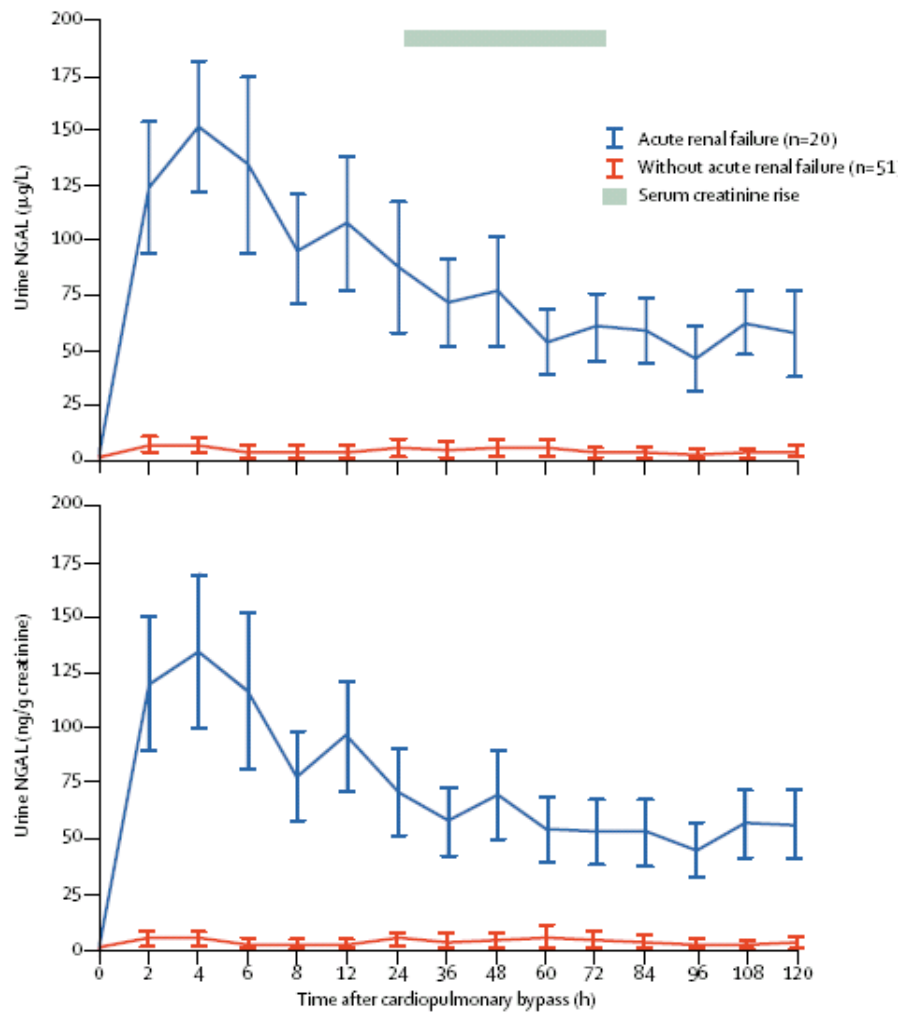 200
175
150
125
100
75
50
25
0
Urine NGAL (µg/L)
Acute renal failure (n=20)
Without acute renal failure (n=51)
Serum creatinine rise
200
175
150
125
100
75
50
25
0
Urine NGAL (ng/g creatinine)
0 2 4 6 8 12 24 36 48 60 72 84 96 108 120
Time after cardiopulmonary bypass (h)